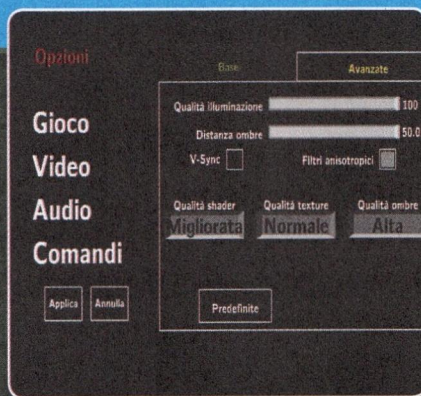 Opzioni
Base
Avanzate
Gioco
Video
Audio
Comandi
Qualità illuminazione 100
Distanza ombre 50.0
V-Sync
Filtri anisotropici
Qualità shader Qualità texture Qualità ombre
Migliorata Normale Alta
Applica Annulla
Predefinite